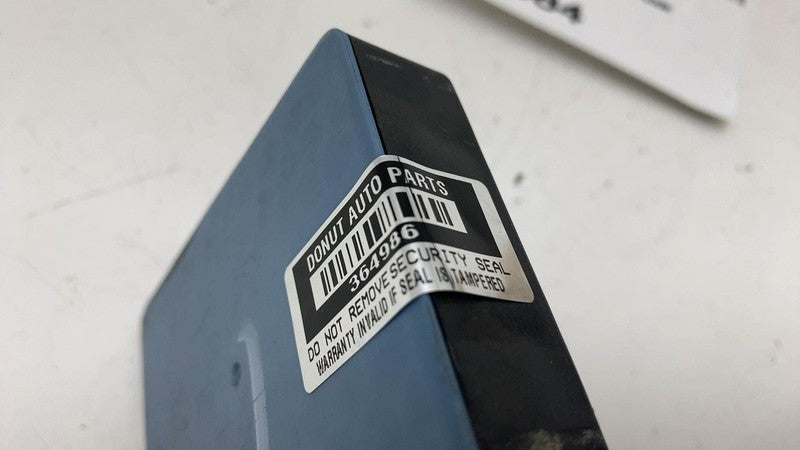 DONUT AUTO PARTS
364986
DO NOT REMOVE SECURITY SEAL
WARRANTY INVALID IF SEAL IS TAMPERED